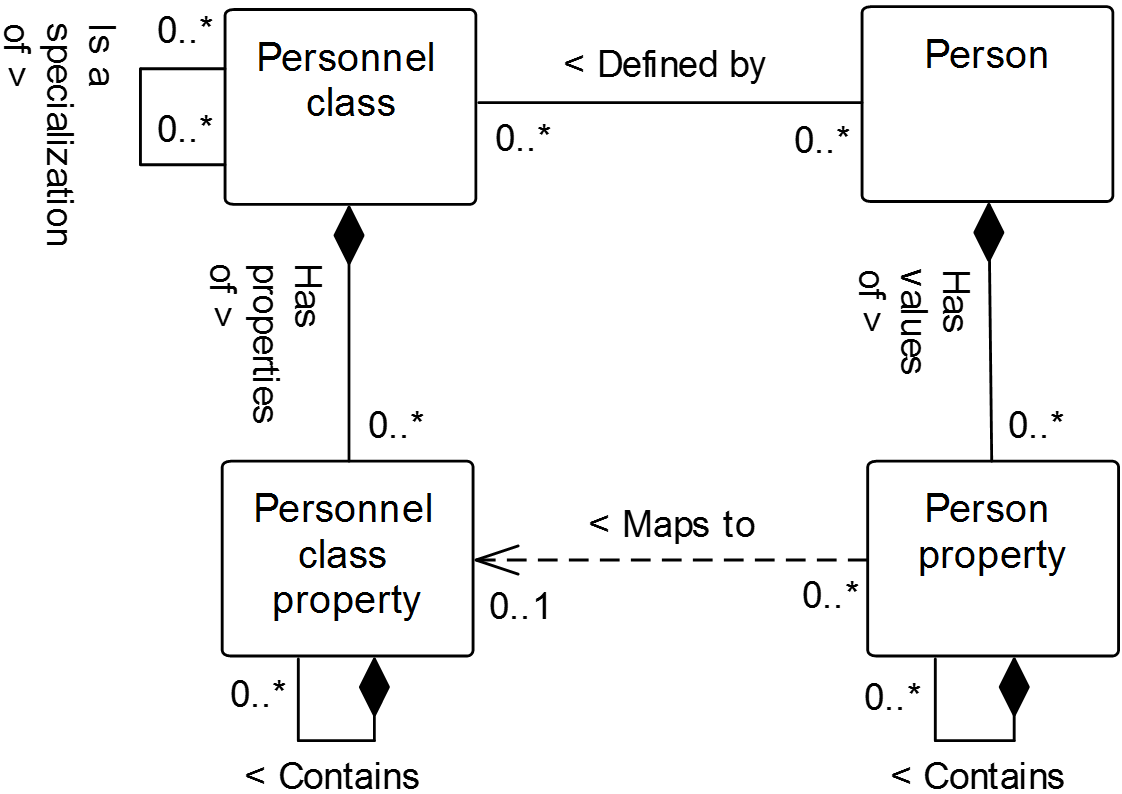 Is a
specialization
of >
0..*
0..*
Personnel
class
< Defined by
0..*
0..*
Person
Has
properties
of >
0..*
Has
values
of >
0..*
Personnel
class
property
< Maps to
0..1
0..*
Person
property
0..*
< Contains
0..*
< Contains